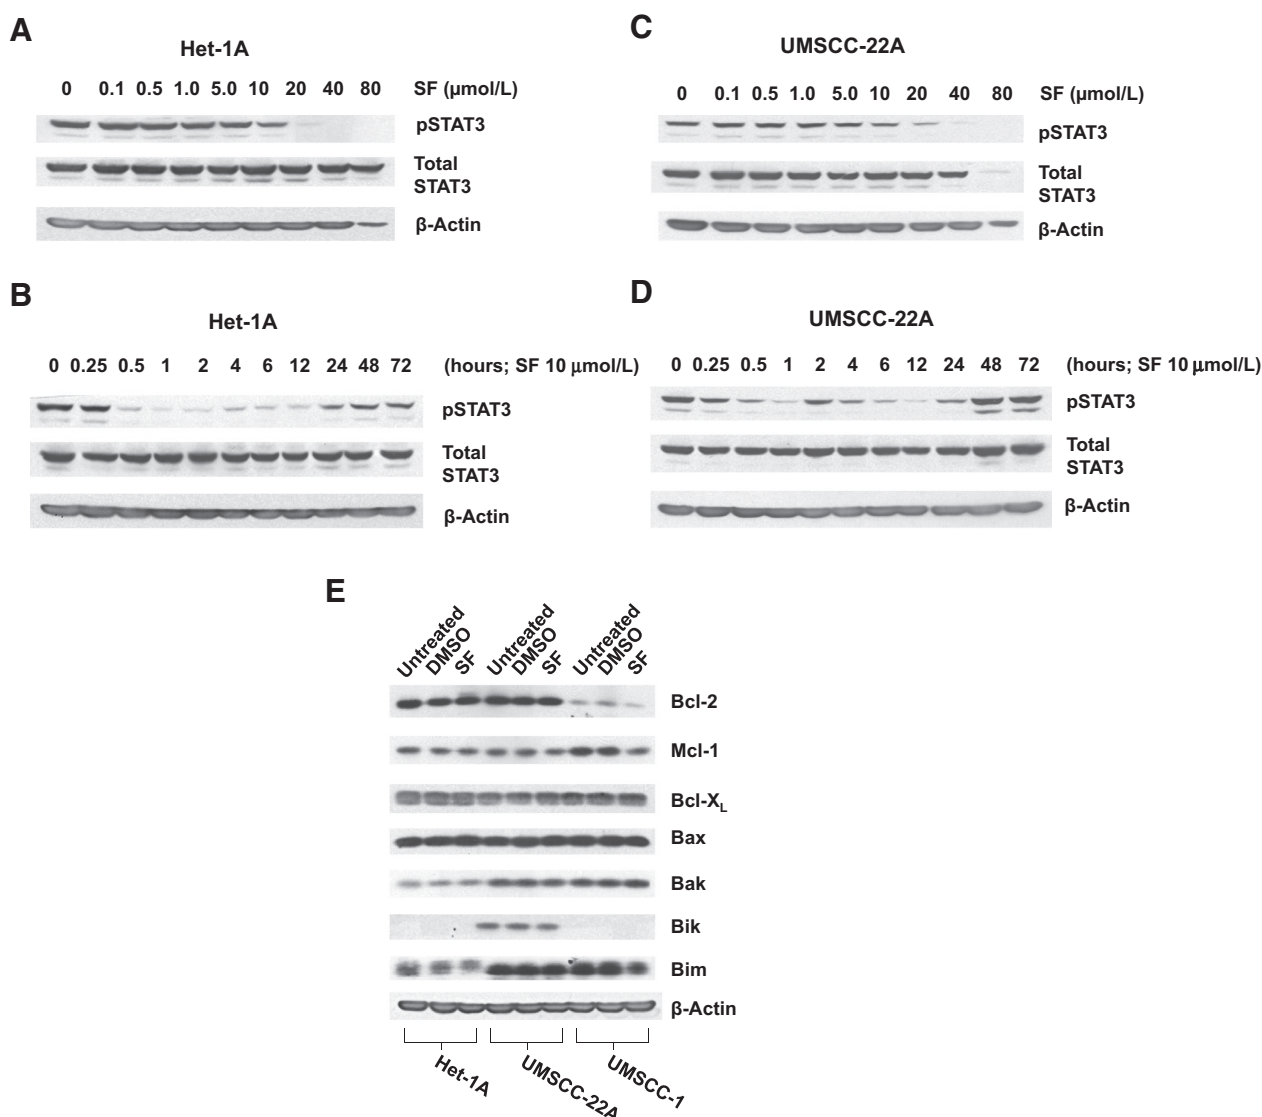 A
Het-1A
0 0.1 0.5 1.0 5.0 10 20 40 80 SF (μmol/L)
pSTAT3
Total
STAT3
β-Actin
B
Het-1A
0 0.25 0.5 1 2 4 6 12 24 48 72 (hours; SF 10 μmol/L)
pSTAT3
Total
STAT3
β-Actin
C
UMSCC-22A
0 0.1 0.5 1.0 5.0 10 20 40 80 SF (μmol/L)
pSTAT3
Total
STAT3
β-Actin
D
UMSCC-22A
0 0.25 0.5 1 2 4 6 12 24 48 72 (hours; SF 10 μmol/L)
pSTAT3
Total
STAT3
β-Actin
E
Untreated DMSO SF Untreated DMSO SF Untreated DMSO SF
Bcl-2
Mcl-1
Bcl-XL
Bax
Bak
Bik
Bim
β-Actin
Het-1A UMSCC-22A UMSCC-1